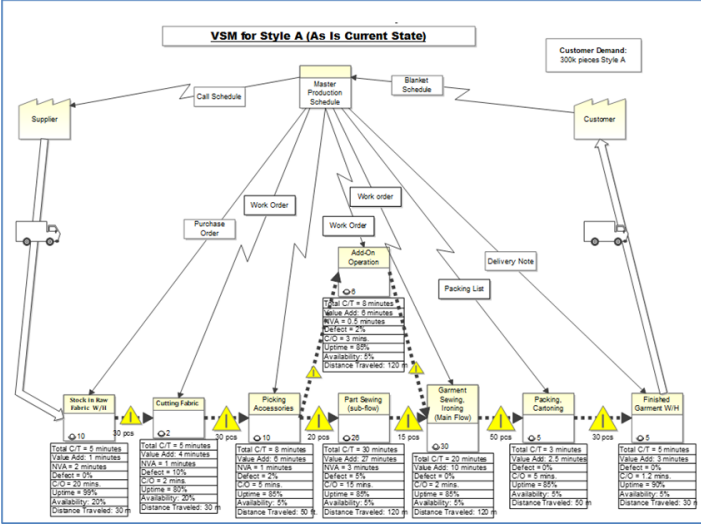 VSM for Style A (As Is Current State)
Customer Demand:
300k pieces Style A
Master
Production
Schedule
Blanket
Schedule
Call Schedule
Supplier
Customer
Work Order
Work order
Purchase
Order
Work Order
Add-On
Operation
6
Delivery Note
Packing List
Total C/T = 8 minutes
Value Add: 6 minutes
NVA = 0.5 minutes
Defect = 2%
C/O = 3 mins.
Uptime = 85%
Availability: 5%
Distance Traveled: 120 m
Stock in Raw
Fabric W/H
10
Total C/T = 5 minutes
Value Add: 1 minutes
NVA = 2 minutes
Defect = 0%
C/O = 20 mins.
Uptime = 99%
Availability: 20%
Distance Traveled: 30 m
30 pcs
Cutting Fabric
2
Total C/T = 5 minutes
Value Add: 4 minutes
NVA = 1 minutes
Defect = 10%
C/O = 2 mins.
Uptime = 80%
Availability: 20%
Distance Traveled: 30 m
30 pcs
Picking
Accessories
10
Total C/T = 8 minutes
Value Add: 6 minutes
NVA = 1 minutes
Defect = 2%
C/O = 5 mins.
Uptime = 85%
Availability: 5%
Distance Traveled: 50 ft.
20 pcs
Part Sewing
(sub-flow)
26
Total C/T = 30 minutes
Value Add: 27 minutes
NVA = 3 minutes
Defect = 5%
C/O = 15 mins.
Uptime = 85%
Availability: 5%
Distance Traveled: 120 m
15 pcs
Garment
Sewing,
Ironing
(Main Flow)
30
Total C/T = 20 minutes
Value Add: 10 minutes
Defect = 0%
C/O = 2 mins.
Uptime = 85%
Availability: 5%
Distance Traveled: 120 m
50 pcs
Packing,
Cartoning
5
Total C/T = 3 minutes
Value Add: 2.5 minutes
Defect = 0%
C/O = 5 mins.
Uptime = 85%
Availability: 5%
Distance Traveled: 50 m
30 pcs
Finished
Garment W/H
5
Total C/T = 5 minutes
Value Add: 3 minutes
Defect = 0%
C/O = 1.2 mins.
Uptime = 90%
Availability: 5%
Distance Traveled: 30 m